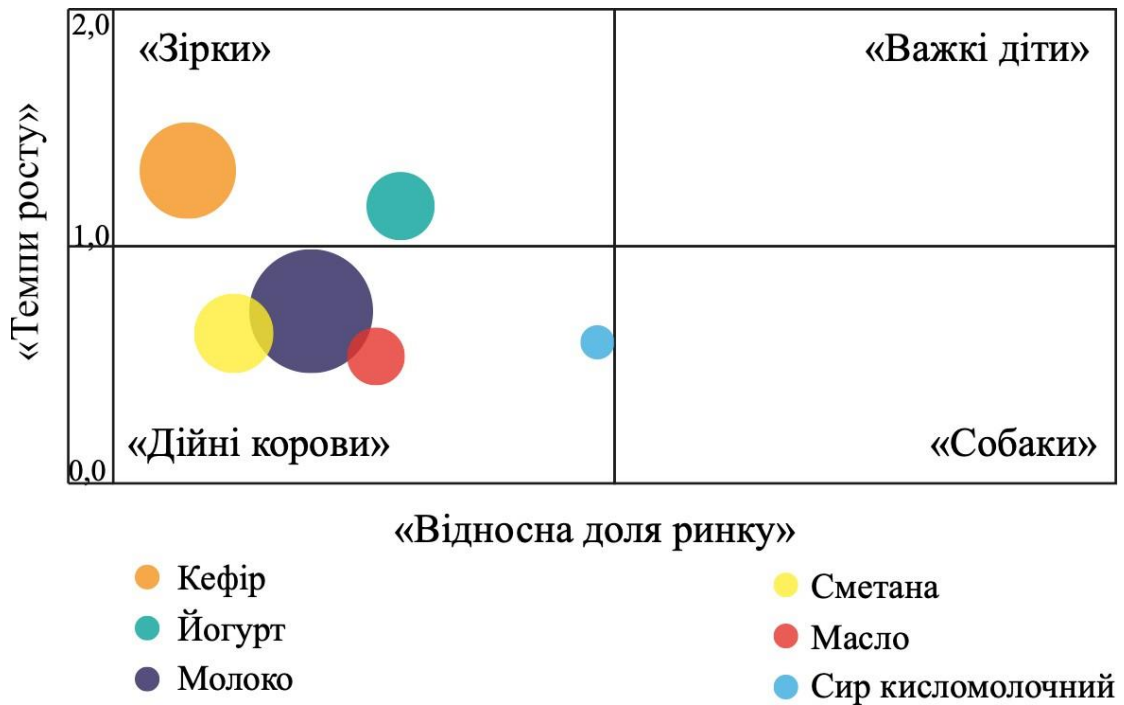 2,0
«Зірки»
«Важкі діти»
«Темпи росту»
1,0
«Дійні корови»
«Собаки»
0,0
«Відносна доля ринку»
Кефір
Йогурт
Молоко
Сметана
Масло
Сир кисломолочний